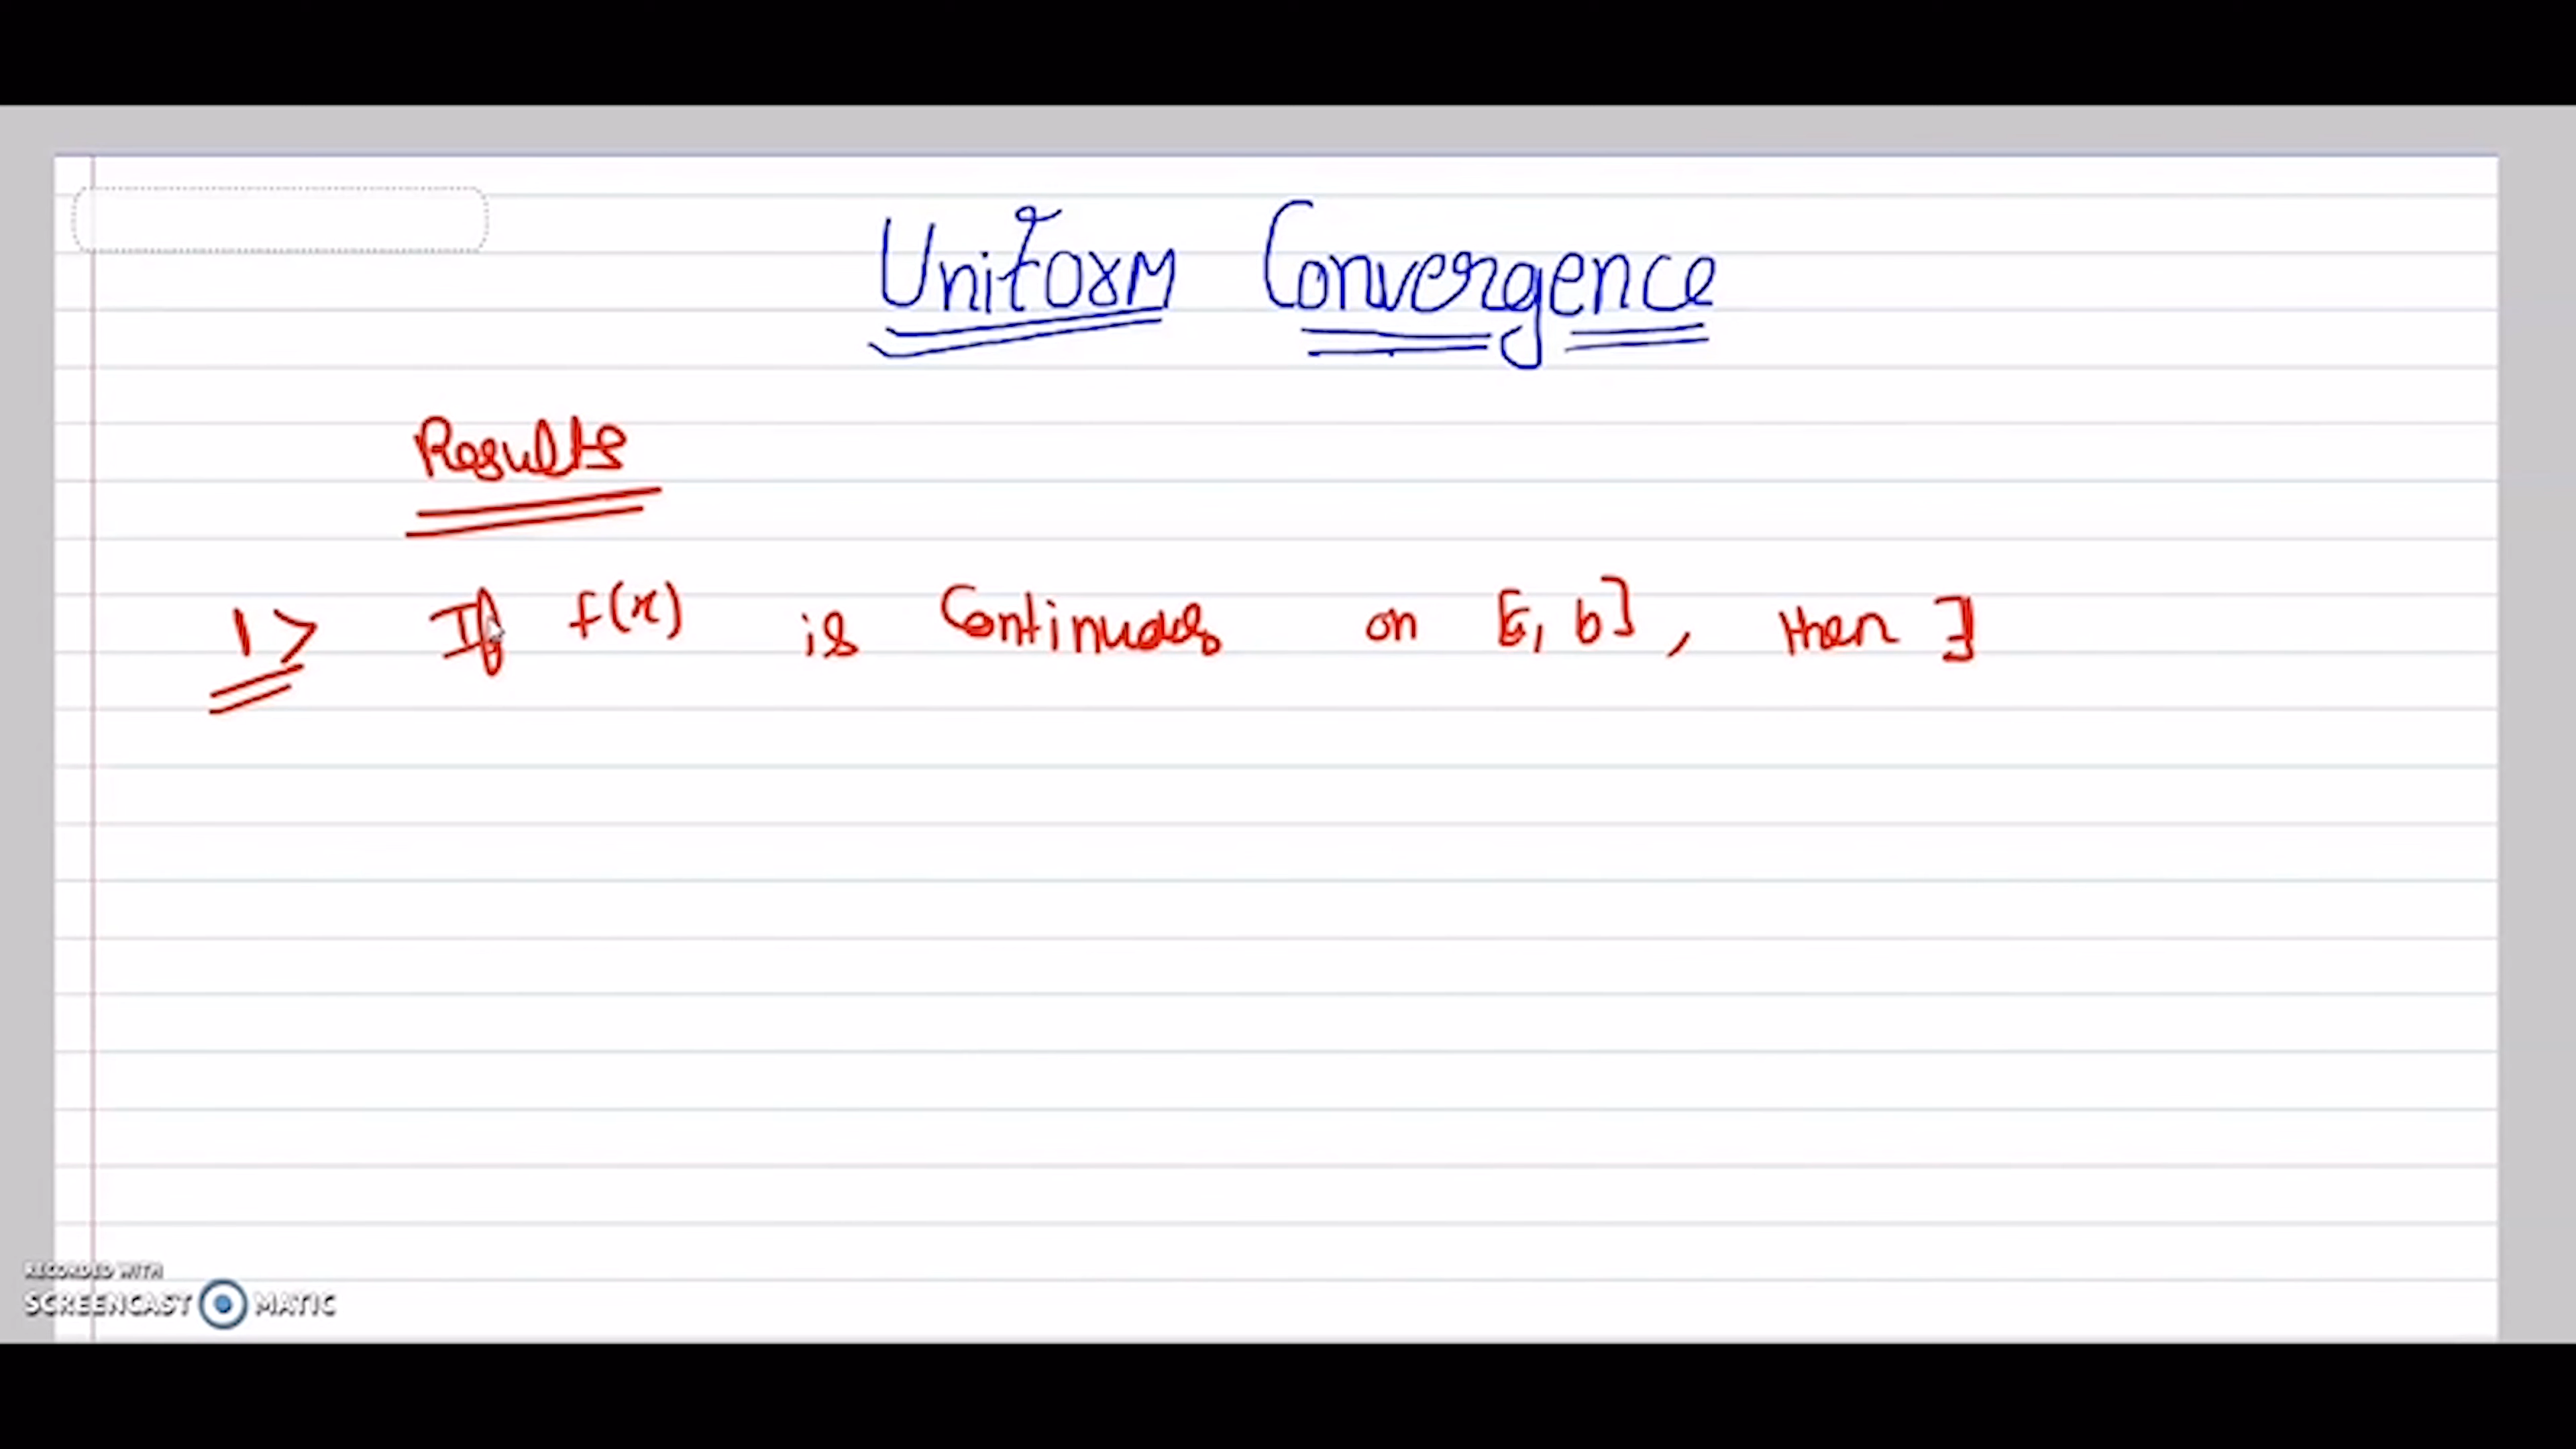 Uniform Convergence
Results
1> If f(x) is Continuous on [a, b], then ∃
RECORDED WITH
SCREENCAST MATIC